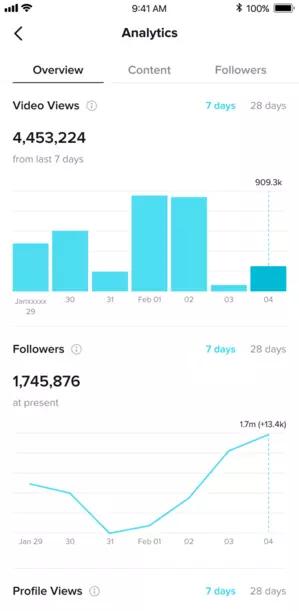 9:41 AM
100%
Analytics
Overview Content Followers
Video Views 7 days 28 days
4,453,224
from last 7 days
909.3k
Janxxxxx 30 31 Feb 01 02 03 04
29
Followers 7 days 28 days
1,745,876
at present
1.7m (+13.4k)
Jan 29 30 31 Feb 01 02 03 04
Profile Views 7 days 28 days